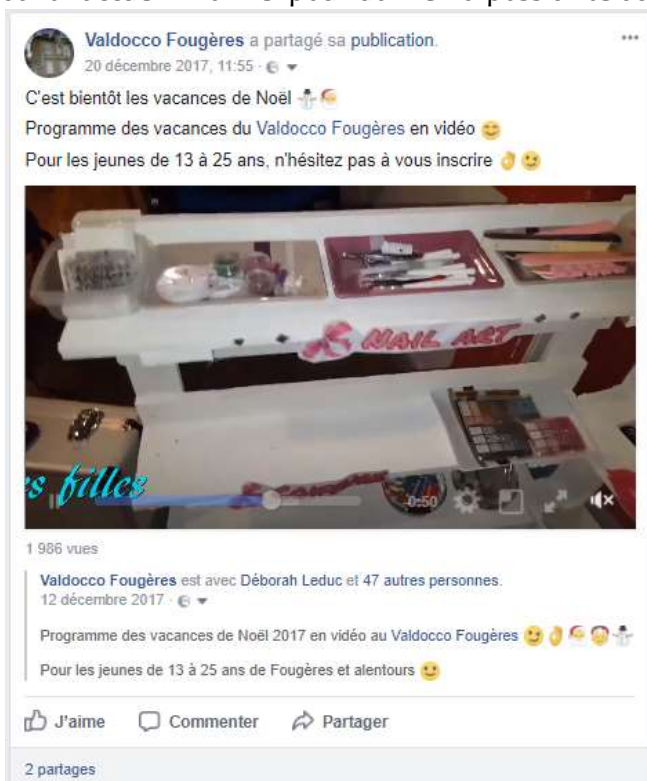 Valdocco Fougères a partagé sa publication.
20 décembre 2017, 11:55
C'est bientôt les vacances de Noël
Programme des vacances du Valdocco Fougères en vidéo
Pour les jeunes de 13 à 25 ans, n'hésitez pas à vous inscrire
NAIL ART
s filles
-0:50
1 986 vues
Valdocco Fougères est avec Déborah Leduc et 47 autres personnes.
12 décembre 2017
Programme des vacances de Noël 2017 en vidéo au Valdocco Fougères
Pour les jeunes de 13 à 25 ans de Fougères et alentours
J'aime Commenter Partager
2 partages